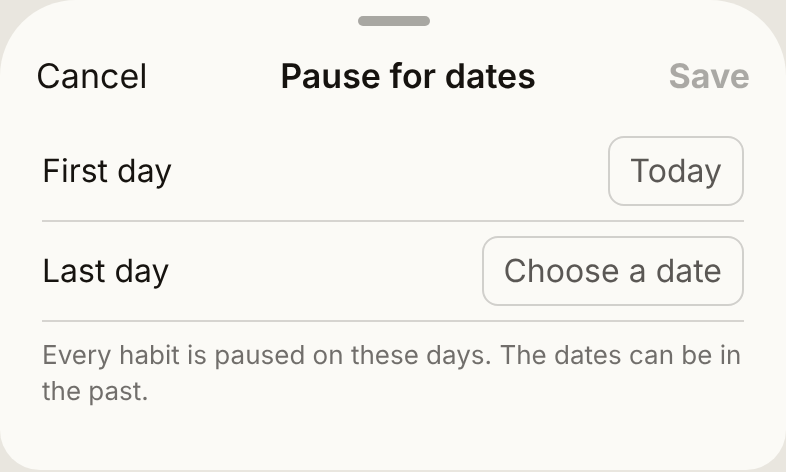 Cancel Pause for dates Save
First day Today
Last day Choose a date
Every habit is paused on these days. The dates can be in
the past.